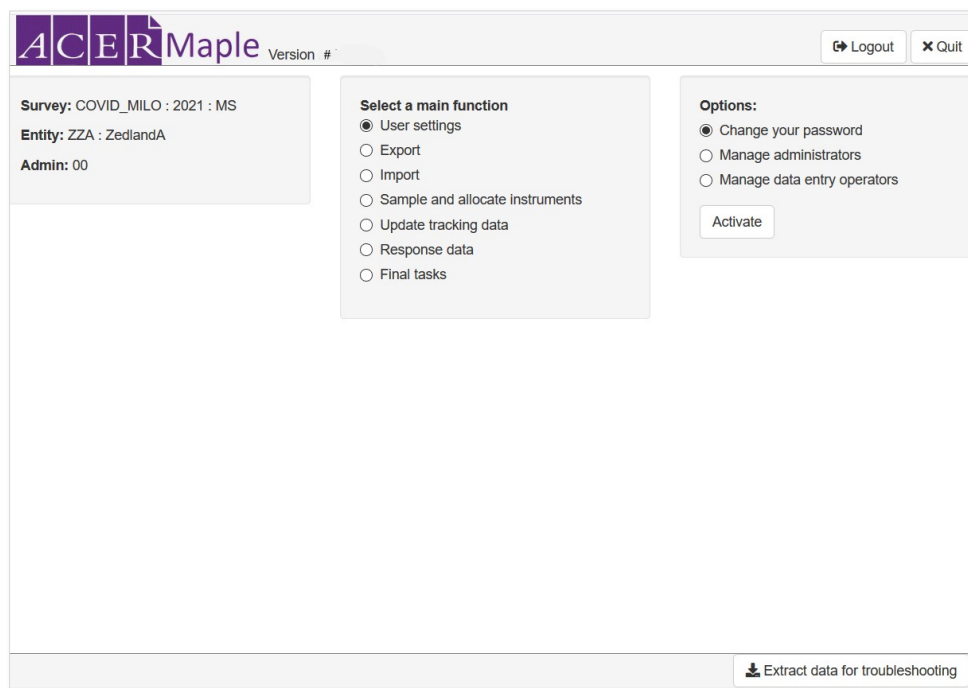 ACER Maple Version #
Logout
Quit
Survey: COVID_MILO : 2021 : MS
Entity: ZZA : ZedlandA
Admin: 00
Select a main function
User settings
Export
Import
Sample and allocate instruments
Update tracking data
Response data
Final tasks
Options:
Change your password
Manage administrators
Manage data entry operators
Activate
Extract data for troubleshooting